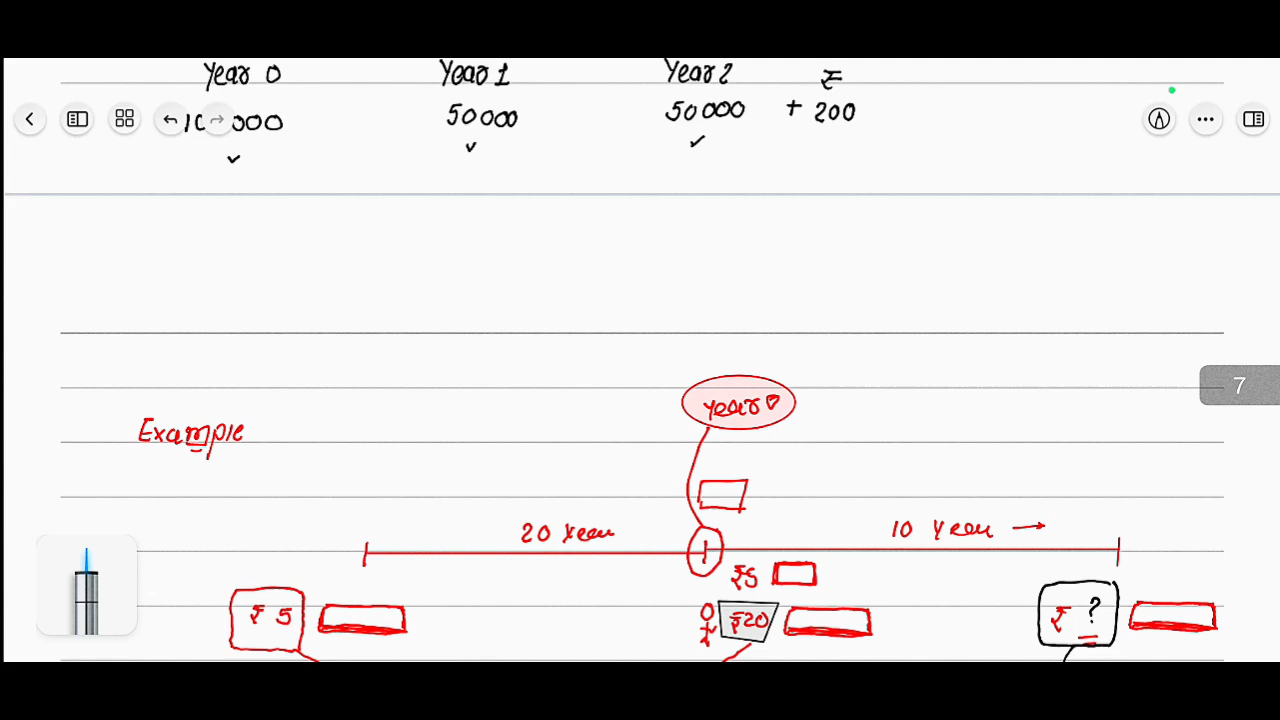 Year 0 Year 1 Year 2 ₹
50000 50000 + 200
7
Year 0
Example
20 Year 10 Year →
₹5
₹ 5 ₹20 ₹ ?